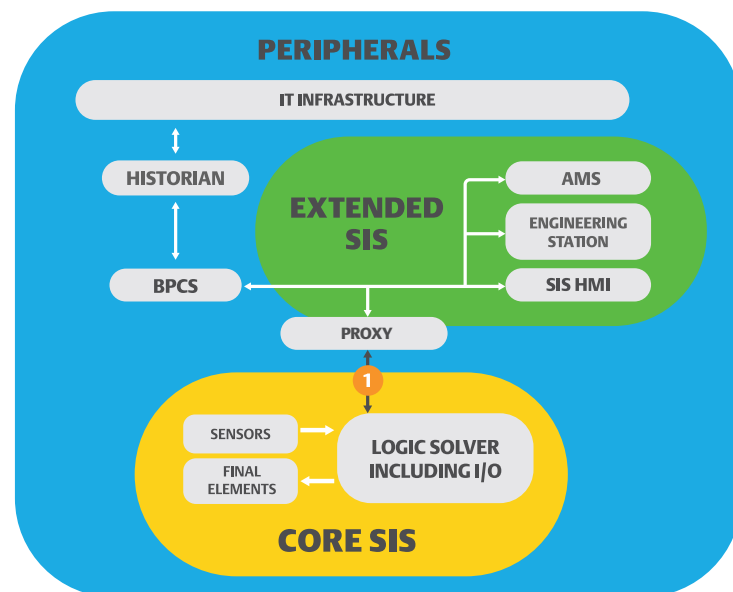 PERIPHERALS
IT INFRASTRUCTURE
HISTORIAN
AMS
EXTENDED
SIS
ENGINEERING
STATION
BPCS
SIS HMI
PROXY
1
SENSORS
LOGIC SOLVER
INCLUDING I/O
FINAL
ELEMENTS
CORE SIS